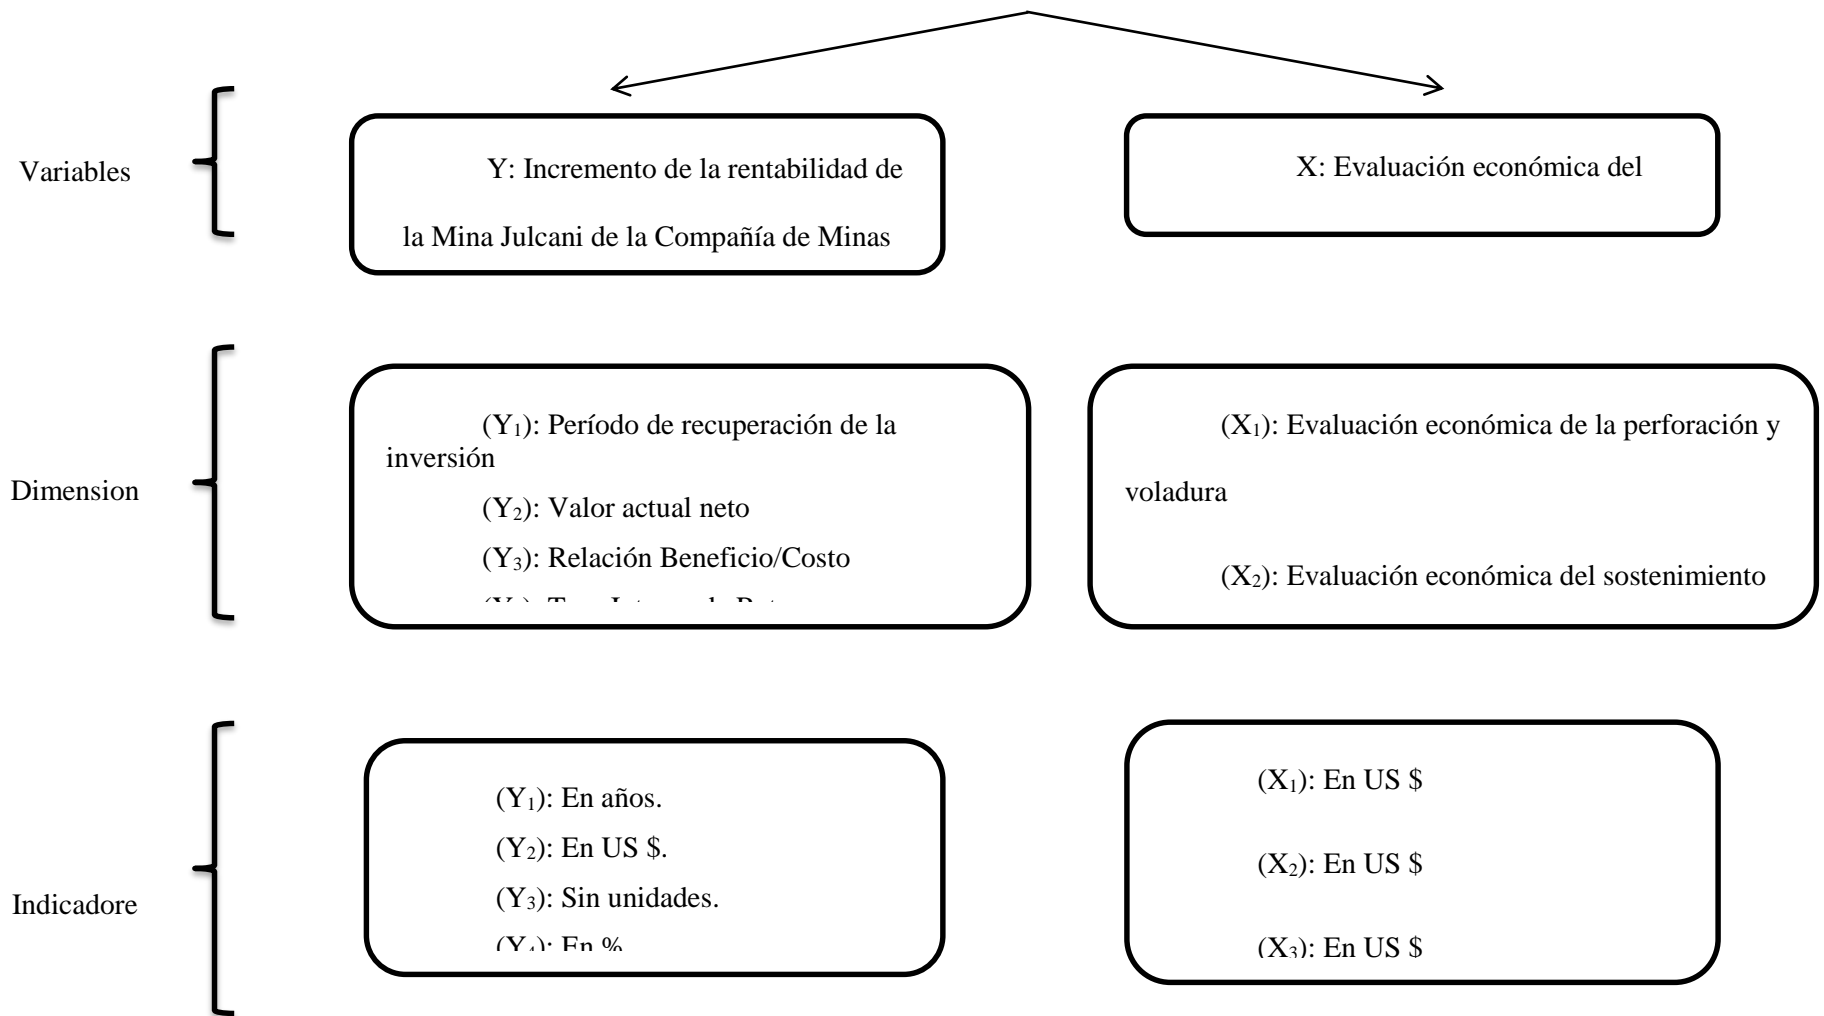 Variables
Y: Incremento de la rentabilidad de
la Mina Julcani de la Compañía de Minas
X: Evaluación económica del
Dimension
(Y₁): Período de recuperación de la
inversión
(Y₂): Valor actual neto
(Y₃): Relación Beneficio/Costo
(X₁): Evaluación económica de la perforación y
voladura
(X₂): Evaluación económica del sostenimiento
Indicadore
(Y₁): En años.
(Y₂): En US $.
(Y₃): Sin unidades.
(Y₄): En %
(X₁): En US $
(X₂): En US $
(X₃): En US $